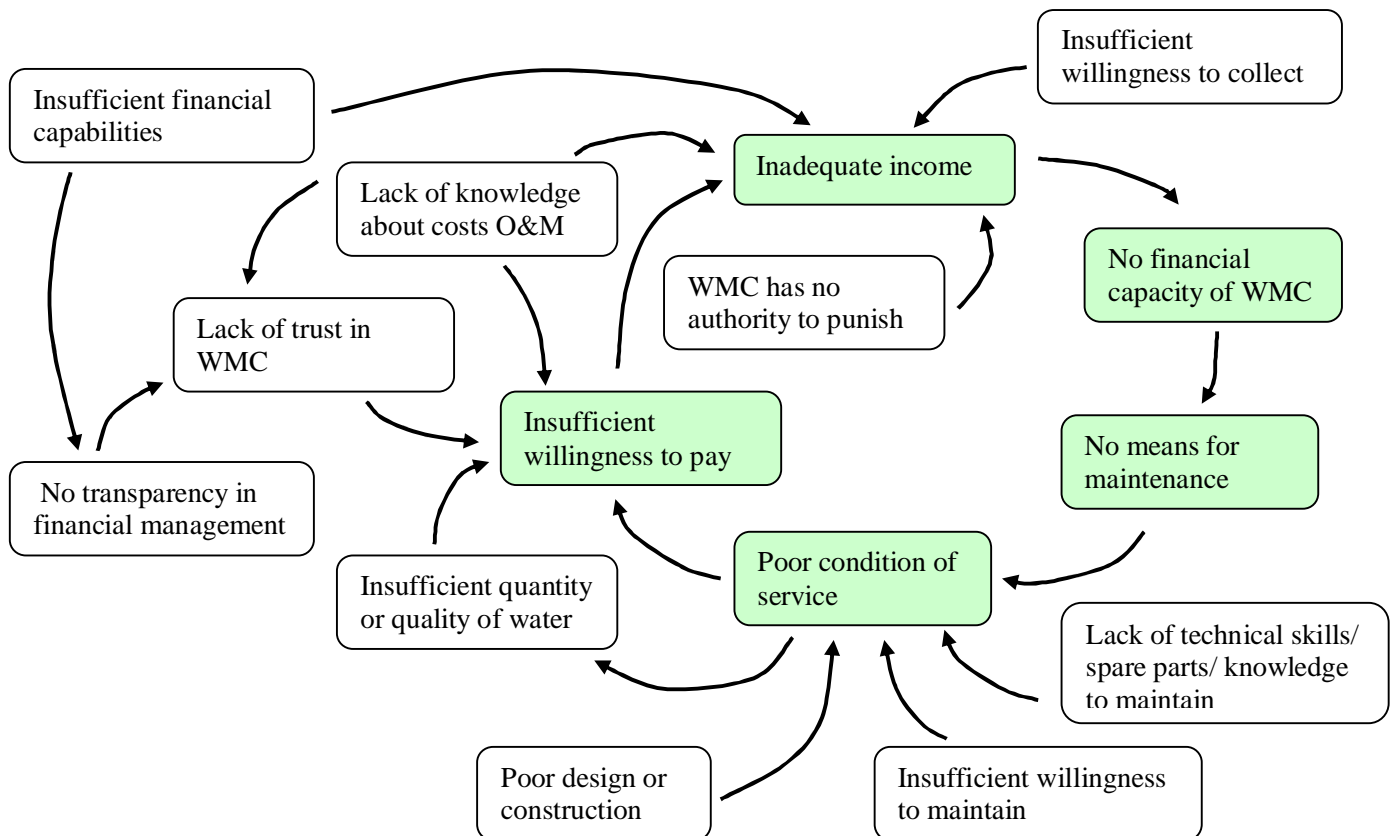 Insufficient
willingness to collect
Insufficient financial
capabilities
Inadequate income
Lack of knowledge
about costs O&M
No financial
capacity of WMC
WMC has no
authority to punish
Lack of trust in
WMC
Insufficient
willingness to pay
No means for
maintenance
No transparency in
financial management
Poor condition of
service
Insufficient quantity
or quality of water
Lack of technical skills/
spare parts/ knowledge
to maintain
Poor design or
construction
Insufficient willingness
to maintain